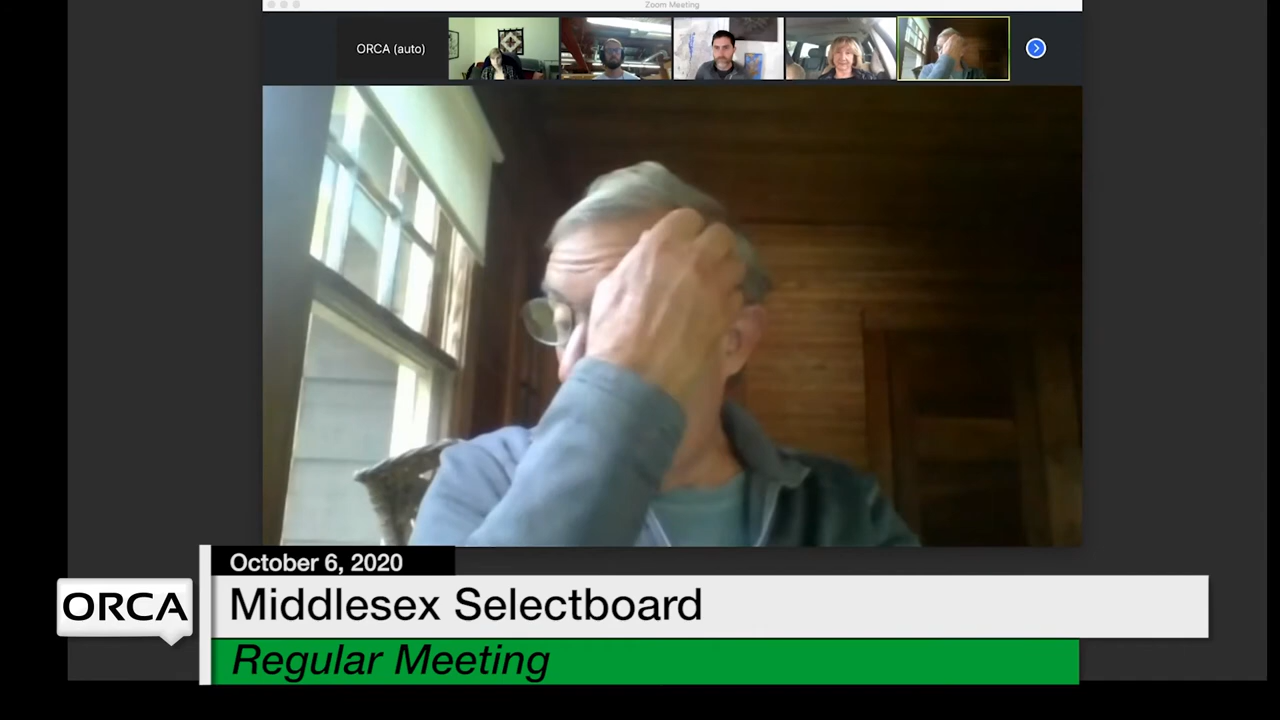 Zoom Meeting
ORCA (auto)
October 6, 2020
ORCA
Middlesex Selectboard
Regular Meeting